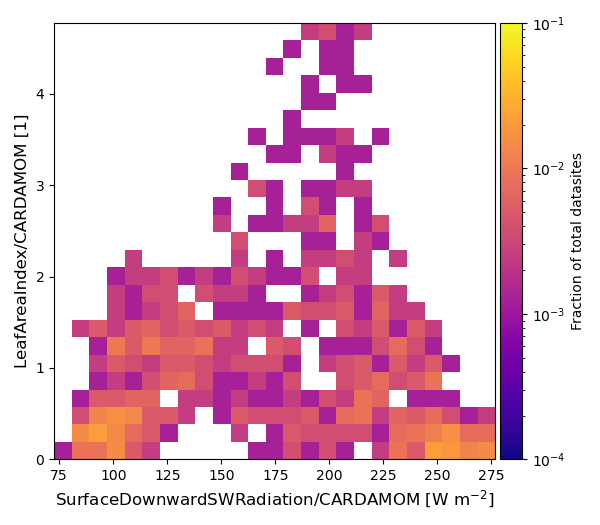 LeafAreaIndex/CARDAMOM [1]
4
3
2
1
0
75 100 125 150 175 200 225 250 275
SurfaceDownwardSWRadiation/CARDAMOM [W m⁻²]
10⁻¹
10⁻²
10⁻³
10⁻⁴
Fraction of total datasites